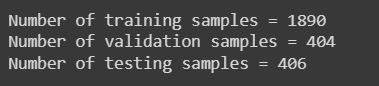 Number of training samples = 1890
Number of validation samples = 404
Number of testing samples = 406